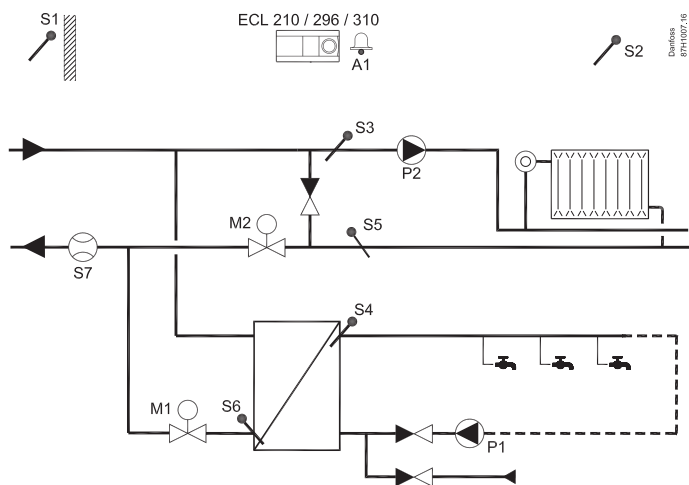 S1
ECL 210 / 296 / 310
A1
S2
Danfoss
87H1007.16
S3
P2
M2
S5
S7
S4
M1
S6
P1